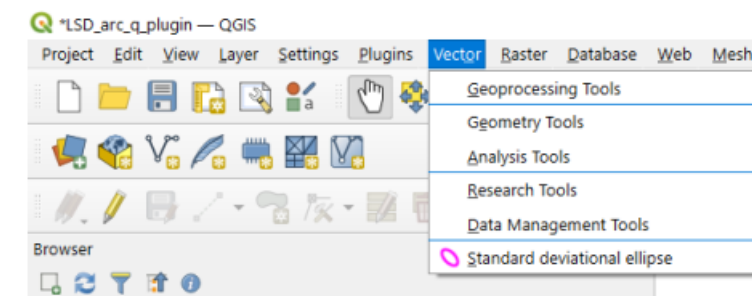 *LSD_arc_q_plugin — QGIS
Project Edit View Layer Settings Plugins Vector Raster Database Web Mesh
Geoprocessing Tools
Geometry Tools
Analysis Tools
Research Tools
Data Management Tools
Browser
Standard deviational ellipse